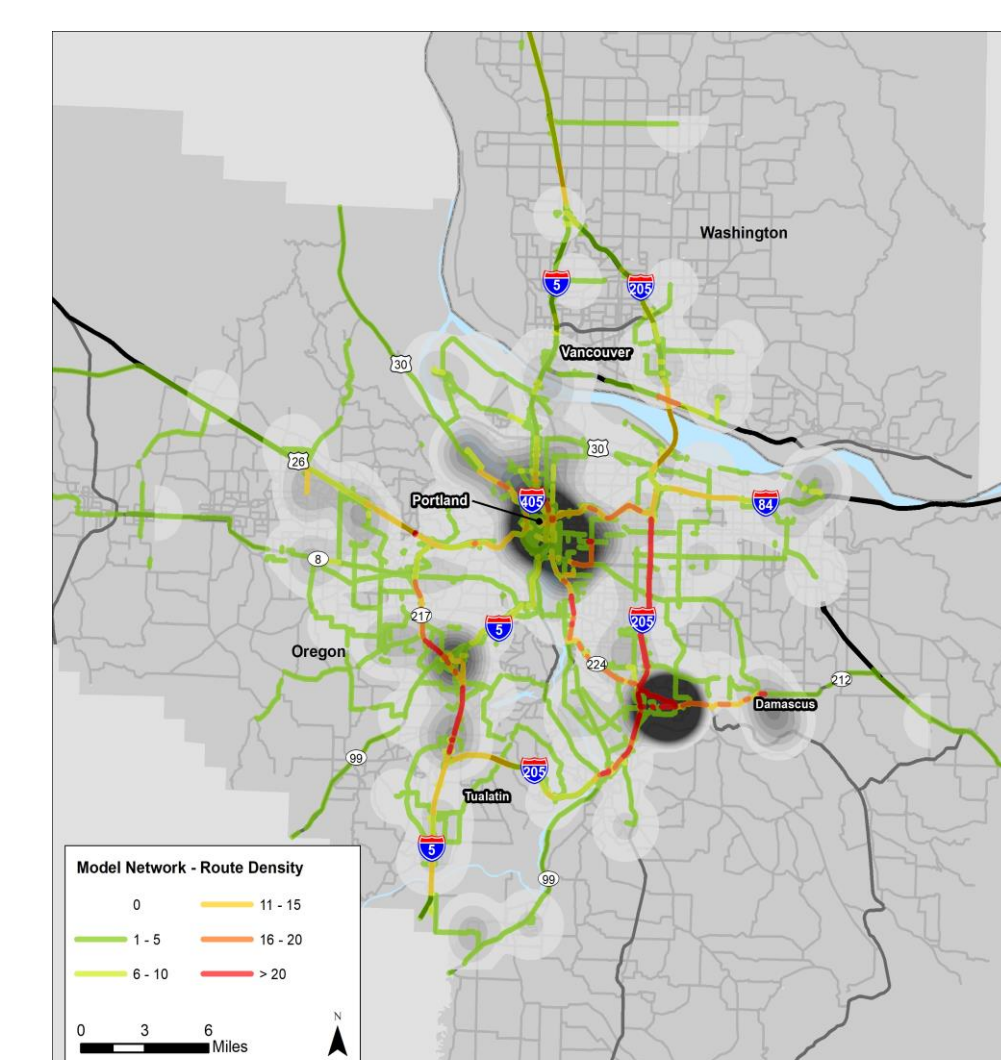 Washington
5
205
Vancouver
30
30
26
Portland
405
84
8
217
5
205
Oregon
224
212
Damascus
99
205
Tualatin
5
99
Model Network - Route Density
0
11 - 15
1 - 5
16 - 20
6 - 10
> 20
N
0 3 6
Miles